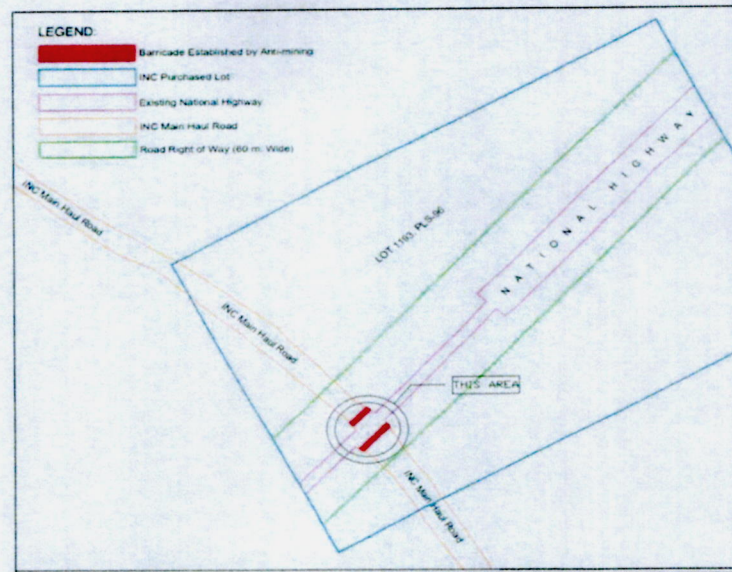 LEGEND:
Barricade Established by Anti-mining
INC Purchased Lot
Existing National Highway
INC Main Haul Road
Road Right of Way (60 m. Wide)
INC Main Haul Road
LOT 1193, PLS-96
NATIONAL HIGHWAY
INC Main Haul Road
THIS AREA
INC Main Haul Road